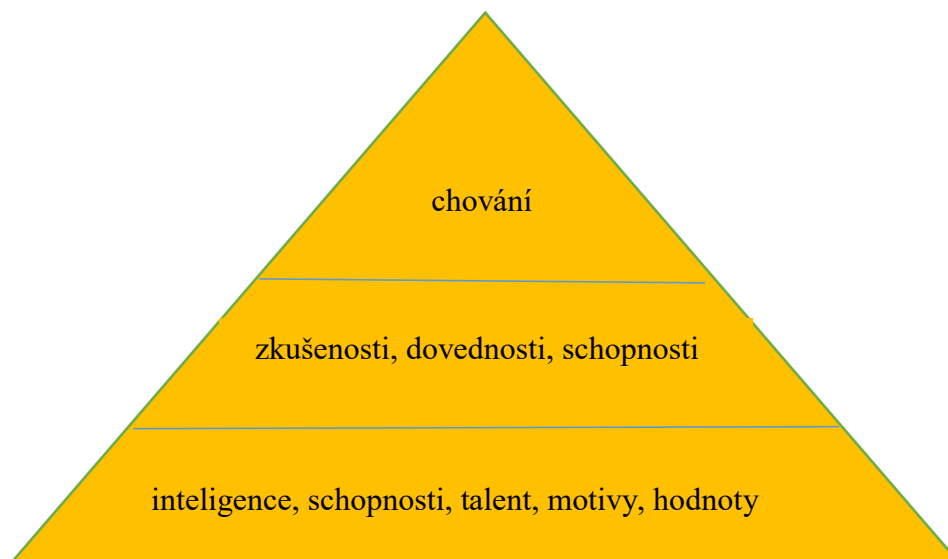 chování
zkušenosti, dovednosti, schopnosti
inteligence, schopnosti, talent, motivy, hodnoty